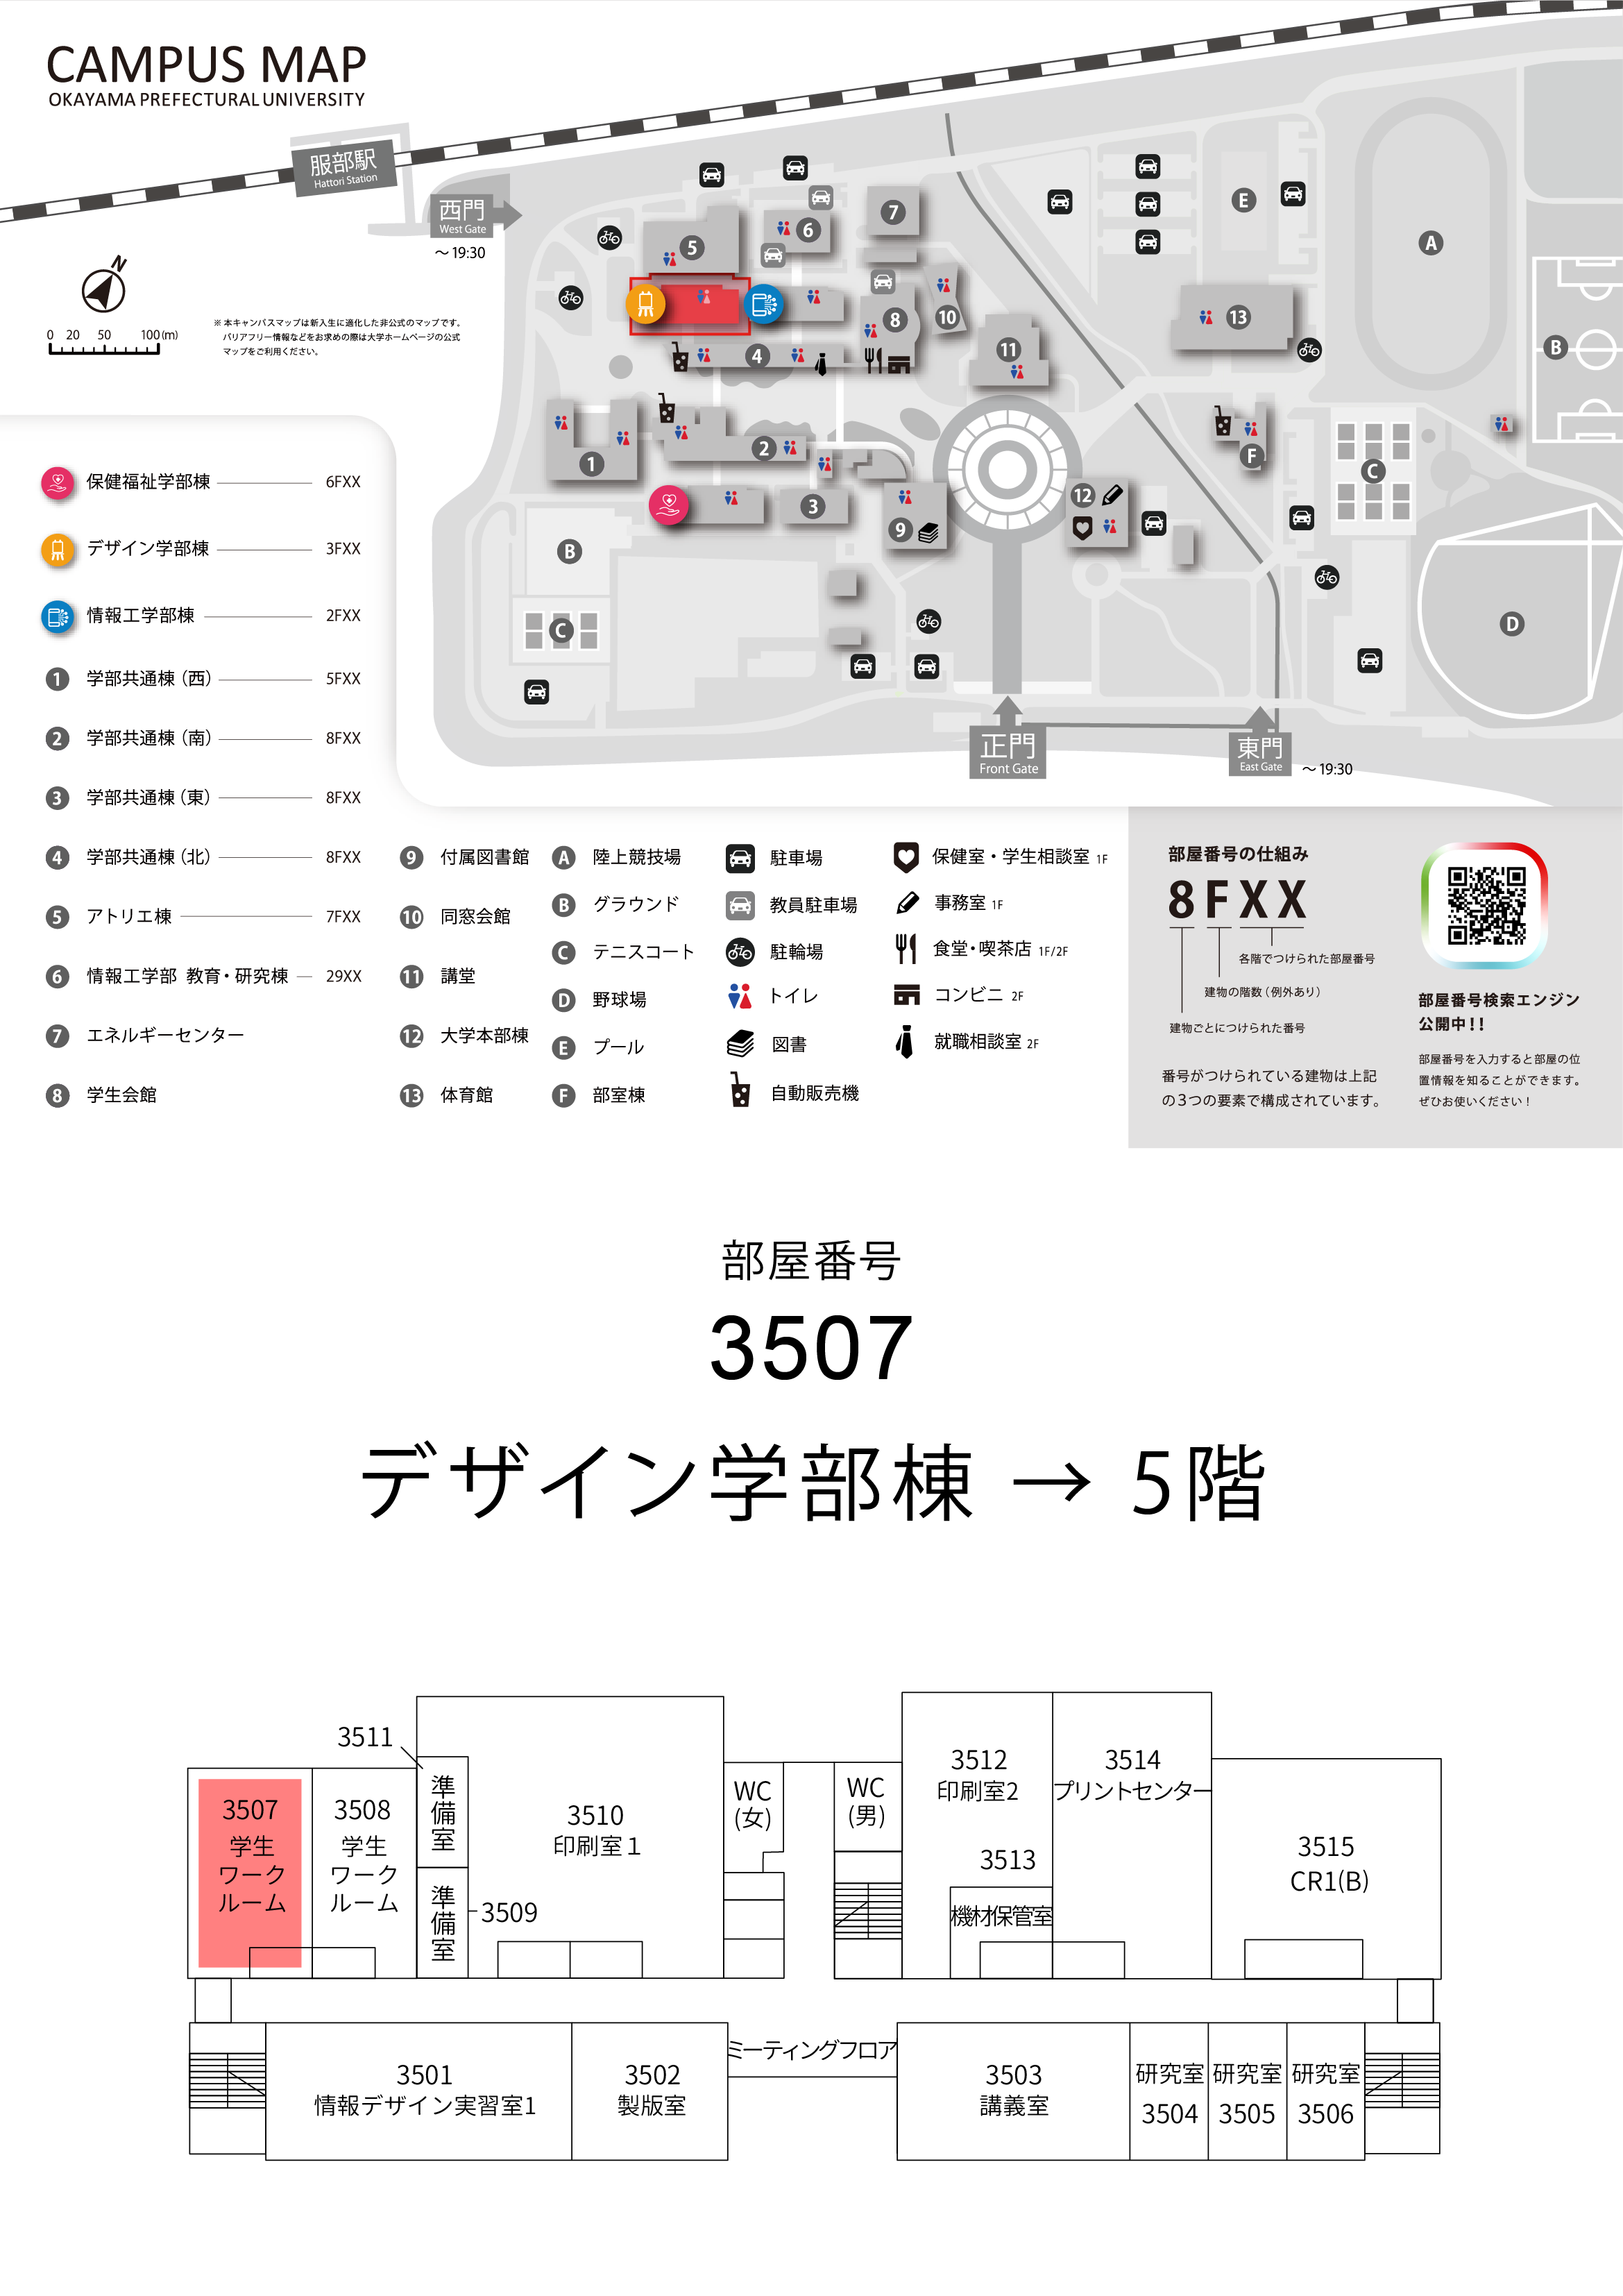 CAMPUS MAP
OKAYAMA PREFECTURAL UNIVERSITY
服部駅
Hattori Station
西門
West Gate
～19:30
N
0 20 50 100(m)
※ 本キャンパスマップは新入生に適化した非公式のマップです。
バリアフリー情報などをお求めの際は大学ホームページの公式
マップをご利用ください。
7
6
5
E
A
8
10
13
11
4
B
1
2
F
C
3
9
12
B
C
D
正門
Front Gate
東門
East Gate
～19:30
保健福祉学部棟 6FXX
デザイン学部棟 3FXX
情報工学部棟 2FXX
1 学部共通棟（西） 5FXX
2 学部共通棟（南） 8FXX
3 学部共通棟（東） 8FXX
4 学部共通棟（北） 8FXX
5 アトリエ棟 7FXX
6 情報工学部 教育・研究棟 29XX
7 エネルギーセンター
8 学生会館
9 付属図書館
10 同窓会館
11 講堂
12 大学本部棟
13 体育館
A 陸上競技場
B グラウンド
C テニスコート
D 野球場
E プール
F 部室棟
駐車場
教員駐車場
駐輪場
トイレ
図書
自動販売機
保健室・学生相談室 1F
事務室 1F
食堂・喫茶店 1F/2F
コンビニ 2F
就職相談室 2F
部屋番号の仕組み
8FXX
各階でつけられた部屋番号
建物の階数（例外あり）
建物ごとにつけられた番号
番号がつけられている建物は上記
の3つの要素で構成されています。
部屋番号検索エンジン
公開中！！
部屋番号を入力すると部屋の位
置情報を知ることができます。
ぜひお使いください！
部屋番号
3507
デザイン学部棟 → 5階
3511
3507
学生
ワーク
ルーム
3508
学生
ワーク
ルーム
準備室
準備室
3509
3510
印刷室1
WC
(女)
WC
(男)
3512
印刷室2
3513
機材保管室
3514
プリントセンター
3515
CR1(B)
3501
情報デザイン実習室1
3502
製版室
ミーティングフロア
3503
講義室
研究室
3504
研究室
3505
研究室
3506